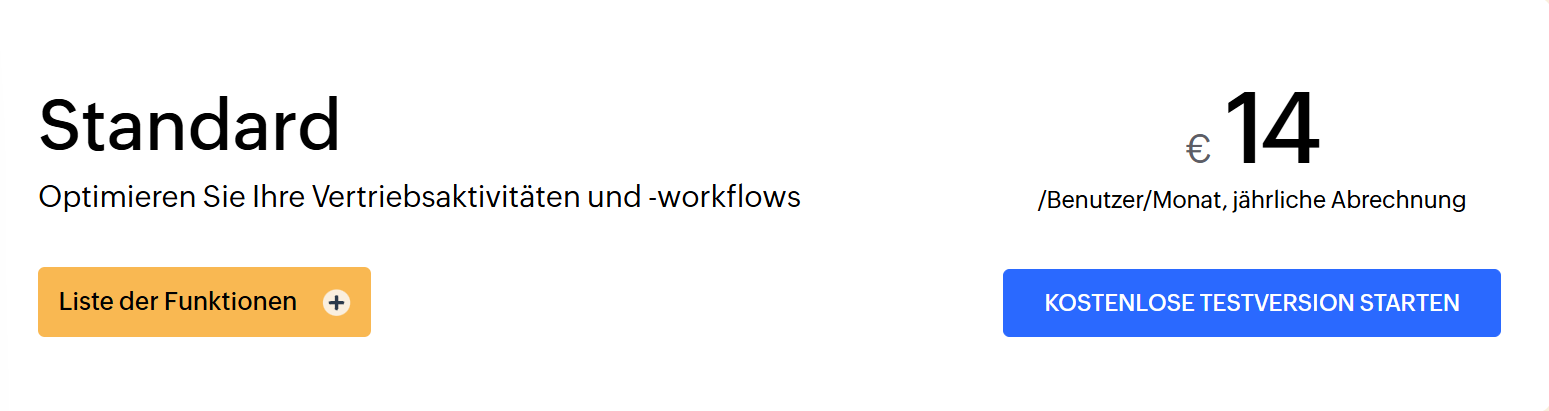 Standard
Optimieren Sie Ihre Vertriebsaktivitäten und -workflows
Liste der Funktionen
€ 14
/Benutzer/Monat, jährliche Abrechnung
KOSTENLOSE TESTVERSION STARTEN